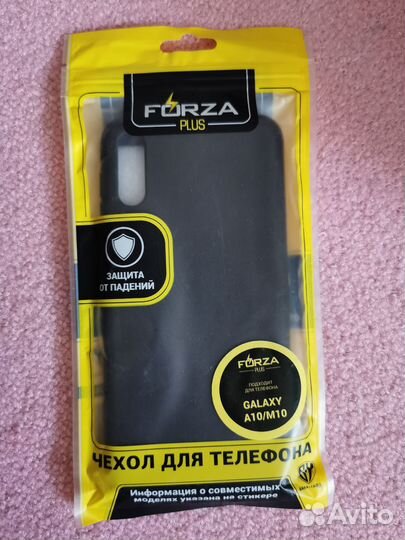 FORZA
PLUS
ЗАЩИТА
ОТ ПАДЕНИЙ
FORZA
PLUS
ПОДХОДИТ
ДЛЯ ТЕЛЕФОНА
GALAXY
A10/M10
ЧЕХОЛ ДЛЯ ТЕЛЕФОНА
Информация о совместимых
моделях указана на стикере
Avito